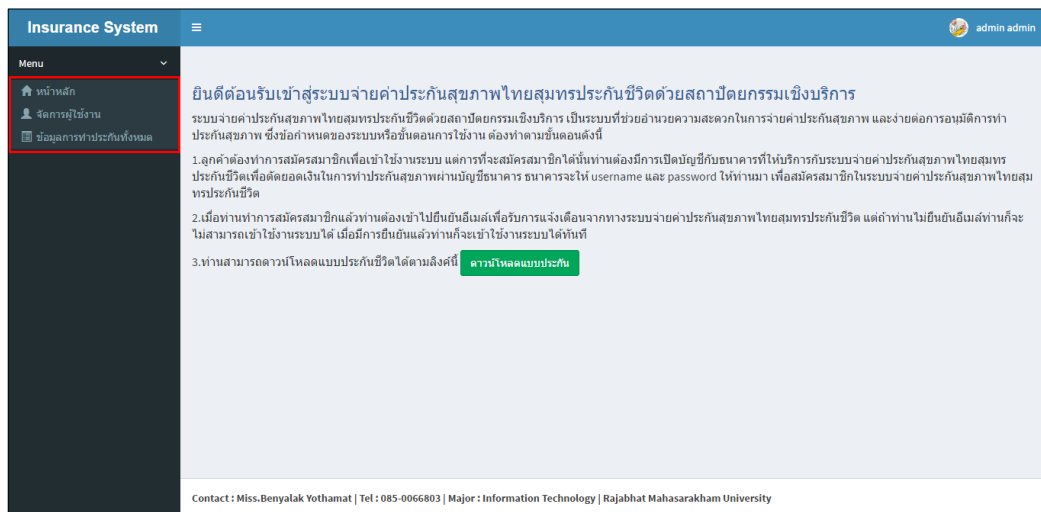 Insurance System
admin admin
Menu
หน้าหลัก
จัดการผู้ใช้งาน
ข้อมูลการทำประกันทั้งหมด
ยินดีต้อนรับเข้าสู่ระบบจ่ายค่าประกันสุขภาพไทยสมุทรประกันชีวิตด้วยสถาปัตยกรรมเชิงบริการ
ระบบจ่ายค่าประกันสุขภาพไทยสมุทรประกันชีวิตด้วยสถาปัตยกรรมเชิงบริการ เป็นระบบที่ช่วยอำนวยความสะดวกในการจ่ายค่าประกันสุขภาพ และง่ายต่อการอนุมัติการทำ
ประกันสุขภาพ ซึ่งข้อกำหนดของระบบหรือขั้นตอนการใช้งาน ต้องทำตามขั้นตอนดังนี้
1.ลูกค้าต้องทำการสมัครสมาชิกเพื่อเข้าใช้งานระบบ แต่การที่จะสมัครสมาชิกได้นั้นท่านต้องมีการเปิดบัญชีกับธนาคารที่ให้บริการกับระบบจ่ายค่าประกันสุขภาพไทยสมุทร
ประกันชีวิตเพื่อตัดยอดเงินในการทำประกันสุขภาพผ่านบัญชีธนาคาร ธนาคารจะให้ username และ password ให้ท่านมา เพื่อสมัครสมาชิกในระบบจ่ายค่าประกันสุขภาพไทยสมุ
ทรประกันชีวิต
2.เมื่อท่านทำการสมัครสมาชิกแล้วท่านต้องเข้าไปยืนยันอีเมล์เพื่อรับการแจ้งเตือนจากทางระบบจ่ายค่าประกันสุขภาพไทยสมุทรประกันชีวิต แต่ถ้าท่านไม่ยืนยันอีเมล์ท่านก็จะ
ไม่สามารถเข้าใช้งานระบบได้ เมื่อมีการยืนยันแล้วท่านก็จะเข้าใช้งานระบบได้ทันที
3.ท่านสามารถดาวน์โหลดแบบประกันชีวิตได้ตามลิงค์นี้ ดาวน์โหลดแบบประกัน
Contact : Miss.Benyalak Yothamat | Tel : 085-0066803 | Major : Information Technology | Rajabhat Mahasarakham University